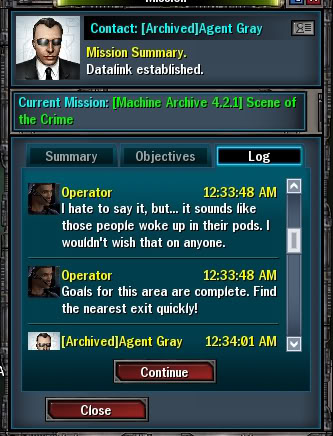 Mission
Contact: [Archived]Agent Gray
Mission Summary.
Datalink established.
Current Mission: [Machine Archive 4.2.1] Scene of
the Crime
Summary
Objectives
Log
Operator 12:33:48 AM
I hate to say it, but... it sounds like
those people woke up in their pods. I
wouldn't wish that on anyone.
Operator 12:33:48 AM
Goals for this area are complete. Find
the nearest exit quickly!
[Archived]Agent Gray 12:34:01 AM
Continue
Close